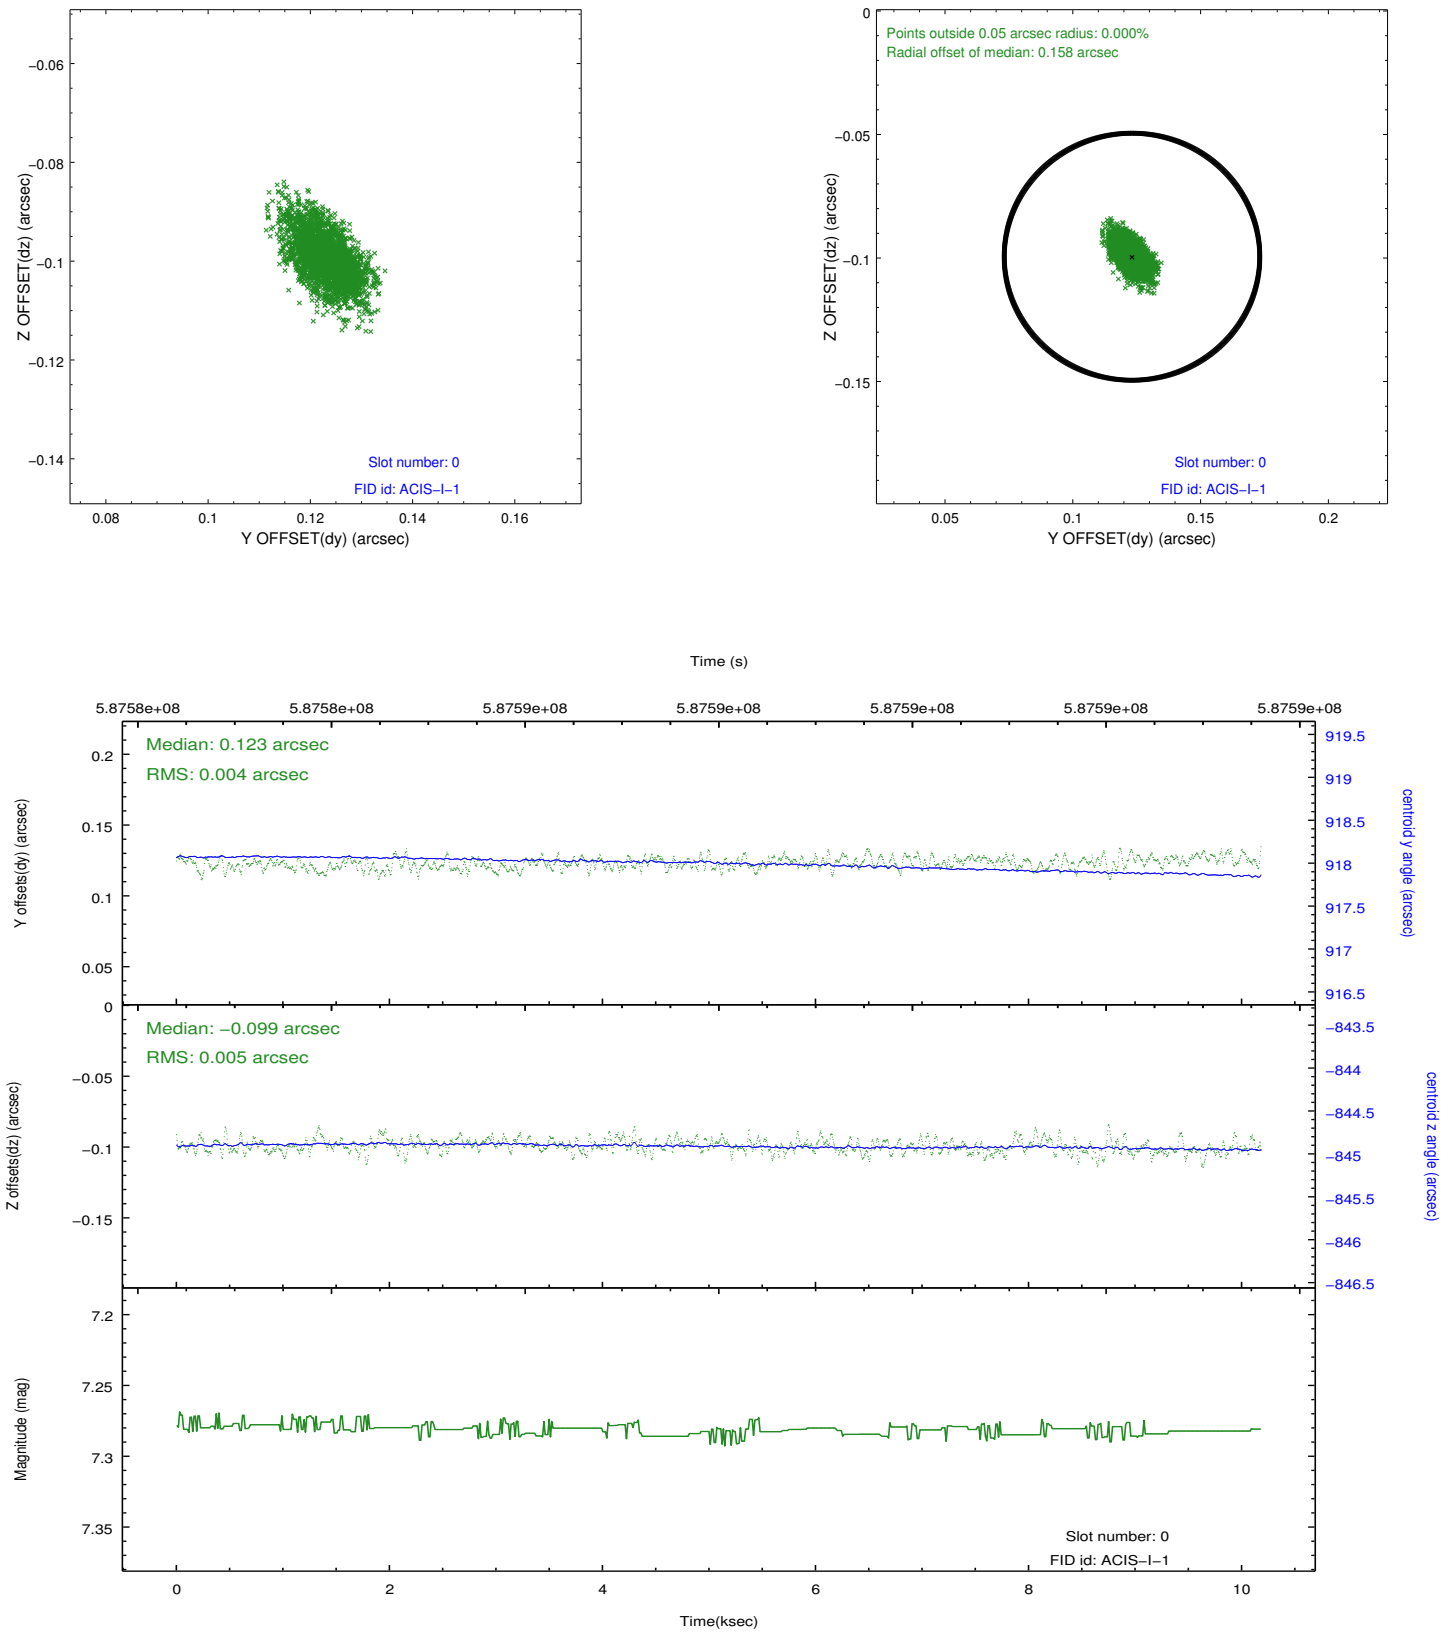 −0.06
−0.08
−0.1
−0.12
−0.14
Z OFFSET(dz) (arcsec)
Slot number: 0
FID id: ACIS−I−1
0.08 0.1 0.12 0.14 0.16
Y OFFSET(dy) (arcsec)
Points outside 0.05 arcsec radius: 0.000%
Radial offset of median: 0.158 arcsec
0
−0.05
−0.1
−0.15
Z OFFSET(dz) (arcsec)
Slot number: 0
FID id: ACIS−I−1
0.05 0.1 0.15 0.2
Y OFFSET(dy) (arcsec)
Time (s)
5.8758e+08 5.8758e+08 5.8759e+08 5.8759e+08 5.8759e+08 5.8759e+08 5.8759e+08
Median: 0.123 arcsec
RMS: 0.004 arcsec
0.2
0.15
0.1
0.05
Y offsets(dy) (arcsec)
919.5
919
918.5
918
917.5
917
916.5
centroid y angle (arcsec)
Median: −0.099 arcsec
RMS: 0.005 arcsec
0
−0.05
−0.1
−0.15
Z offsets(dz) (arcsec)
−843.5
−844
−844.5
−845
−845.5
−846
−846.5
centroid z angle (arcsec)
7.2
7.25
7.3
7.35
Magnitude (mag)
Slot number: 0
FID id: ACIS−I−1
0 2 4 6 8 10
Time(ksec)